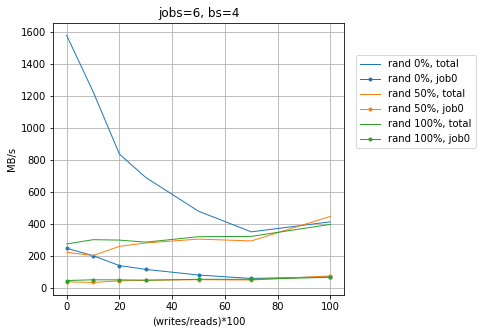 jobs=6, bs=4
1600
1400
1200
1000
800
600
400
200
0
MB/s
0 20 40 60 80 100
(writes/reads)*100
rand 0%, total
rand 0%, job0
rand 50%, total
rand 50%, job0
rand 100%, total
rand 100%, job0